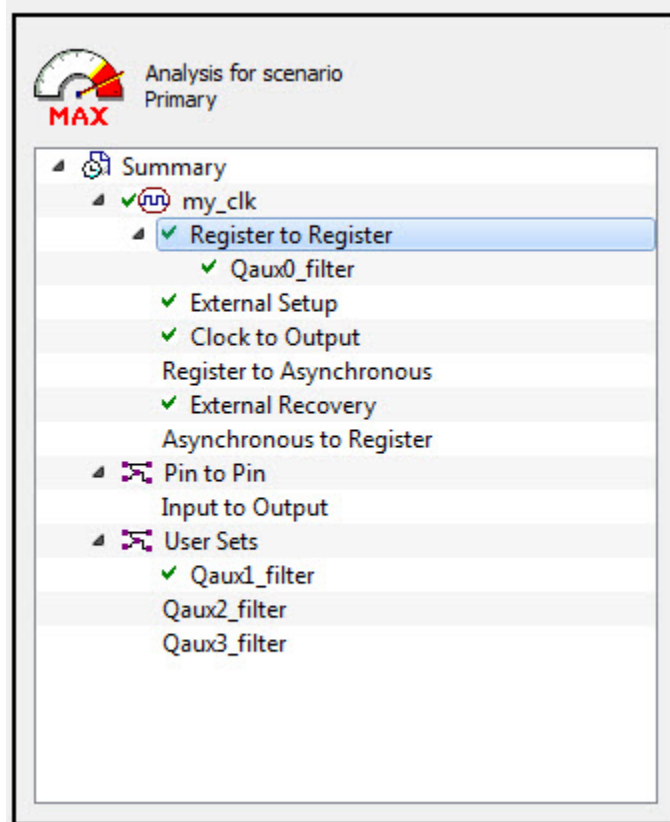 Analysis for scenario
Primary
MAX
Summary
my_clk
Register to Register
Qaux0_filter
External Setup
Clock to Output
Register to Asynchronous
External Recovery
Asynchronous to Register
Pin to Pin
Input to Output
User Sets
Qaux1_filter
Qaux2_filter
Qaux3_filter